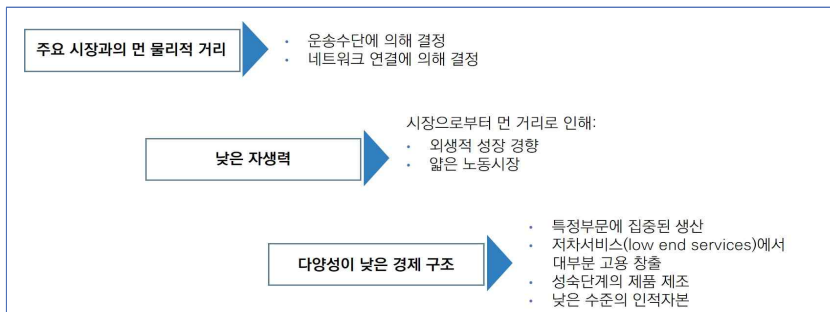 주요 시장과의 먼 물리적 거리
• 운송수단에 의해 결정
• 네트워크 연결에 의해 결정
낮은 자생력
시장으로부터 먼 거리로 인해:
• 외생적 성장 경향
• 얇은 노동시장
다양성이 낮은 경제 구조
• 특정부문에 집중된 생산
• 저차서비스(low end services)에서
대부분 고용 창출
• 성숙단계의 제품 제조
• 낮은 수준의 인적자본